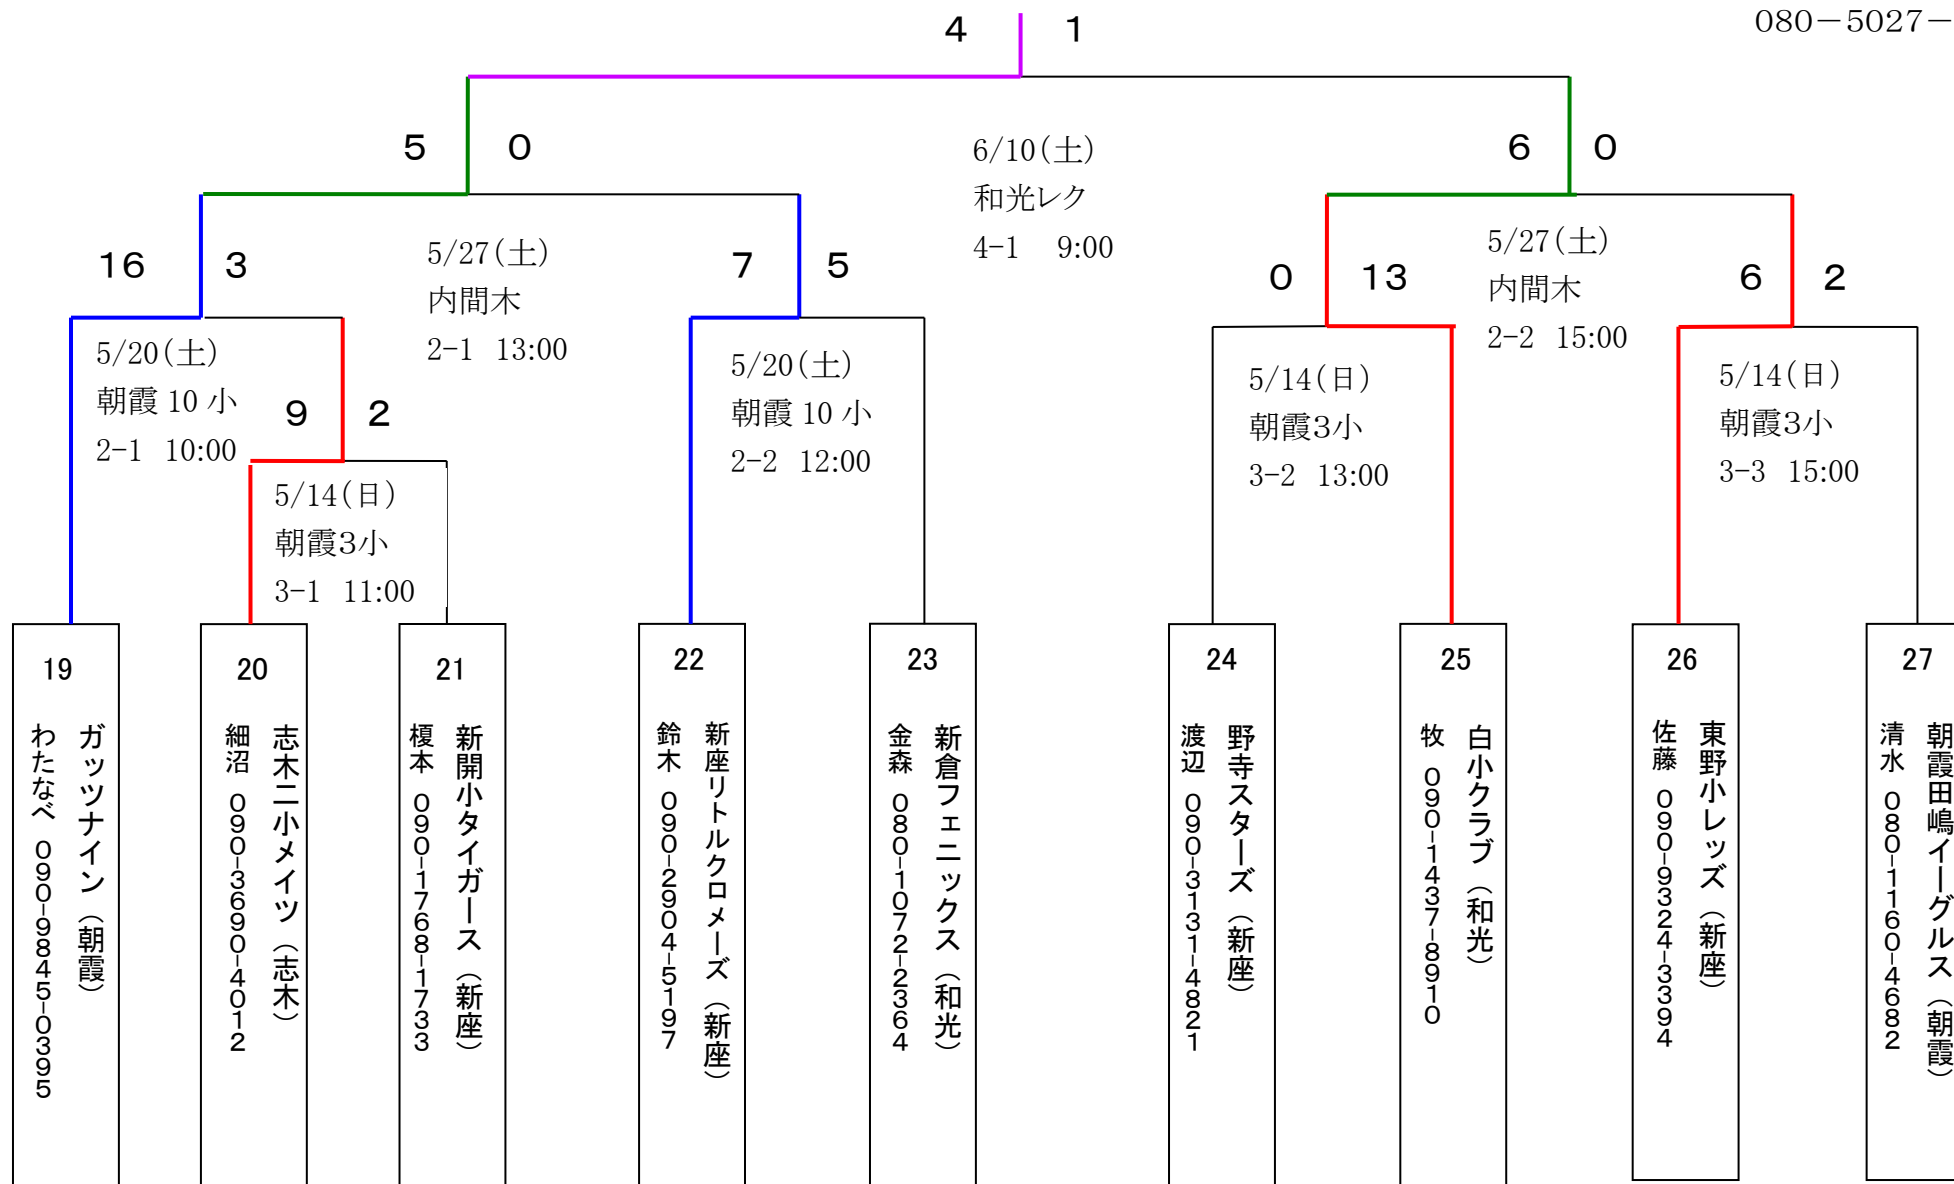 080－5027－
4 1
5 0
6/10(土)
和光レク
4-1 9:00
6 0
16 3
5/27(土)
内間木
2-1 13:00
7 5
0 13
5/27(土)
内間木
2-2 15:00
6 2
5/20(土)
朝霞 10 小
2-1 10:00
9 2
5/20(土)
朝霞 10 小
2-2 12:00
5/14(日)
朝霞3小
3-2 13:00
5/14(日)
朝霞3小
3-3 15:00
5/14(日)
朝霞3小
3-1 11:00
19
ガッツナイン（朝霞）
わたなべ 090-9845-0395
20
志木二小メイツ（志木）
細沼 090-3690-4012
21
新開小タイガース（新座）
榎本 090-1768-1733
22
新座リトルクロメーズ（新座）
鈴木 090-2904-5197
23
新倉フェニックス（和光）
金森 080-1072-2364
24
野寺スターズ（新座）
渡辺 090-3131-4821
25
白小クラブ（和光）
牧 090-1437-8910
26
東野小レッズ（新座）
佐藤 090-9324-3394
27
朝霞田嶋イーグルス（朝霞）
清水 080-1160-4682